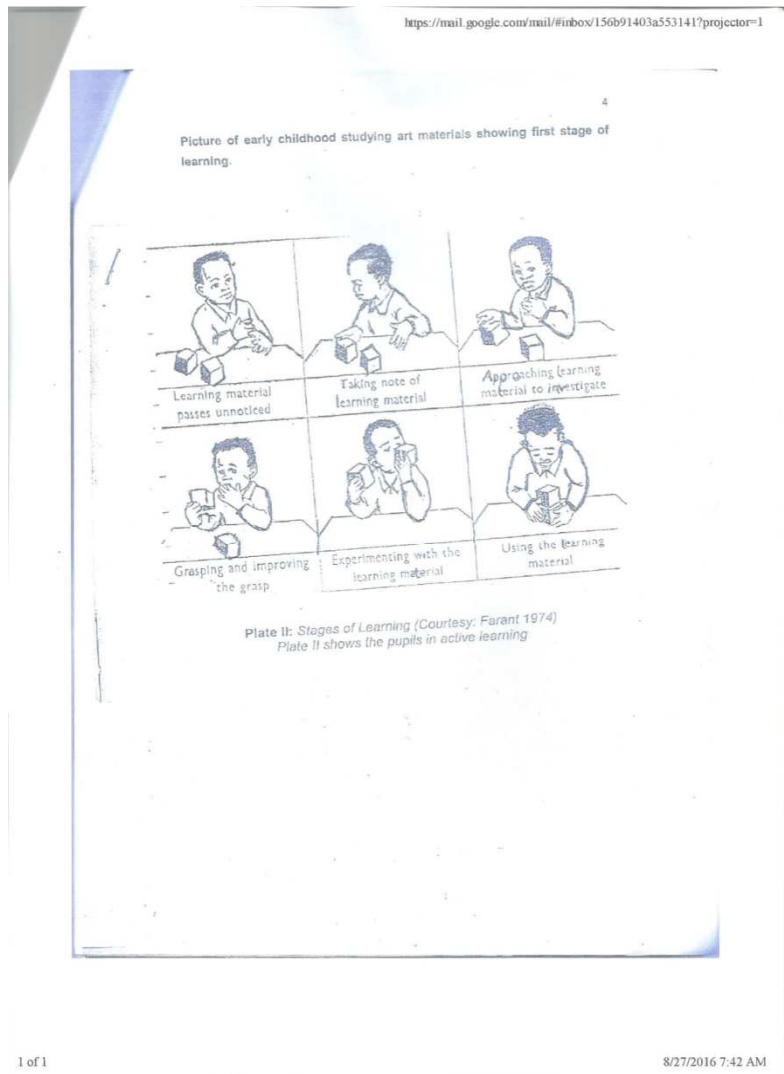 https://mail.google.com/mail/#inbox/156b91403a553141?projector=1
4
Picture of early childhood studying art materials showing first stage of
learning.
Learning material
passes unnoticed
Taking note of
learning material
Approaching learning
material to investigate
Grasping and improving
the grasp
Experimenting with the
learning material
Using the learning
material
Plate II: Stages of Learning (Courtesy: Farant 1974)
Plate II shows the pupils in active learning
1 of 1
8/27/2016 7:42 AM